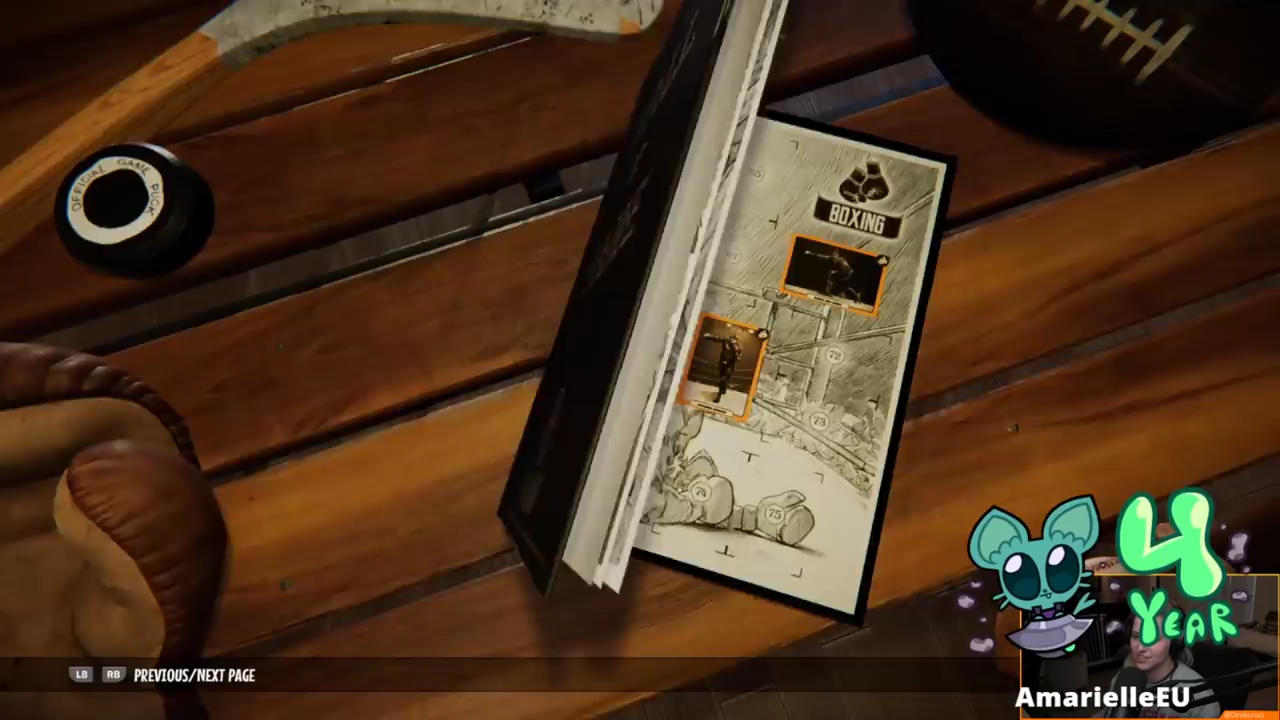 OFFICIAL GAME PUCK
BOXING
72
73
74
75
4
YEAR
LB RB PREVIOUS/NEXT PAGE
AmarielleEU